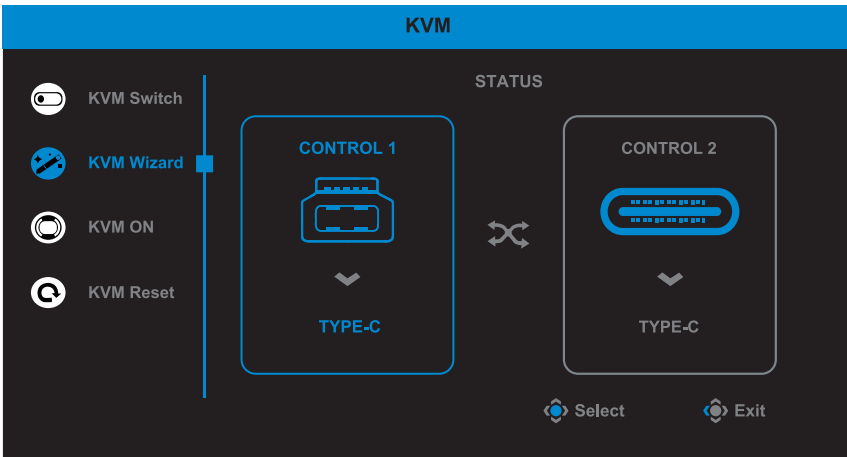 KVM
STATUS
KVM Switch
KVM Wizard
KVM ON
KVM Reset
CONTROL 1
TYPE-C
CONTROL 2
TYPE-C
Select
Exit